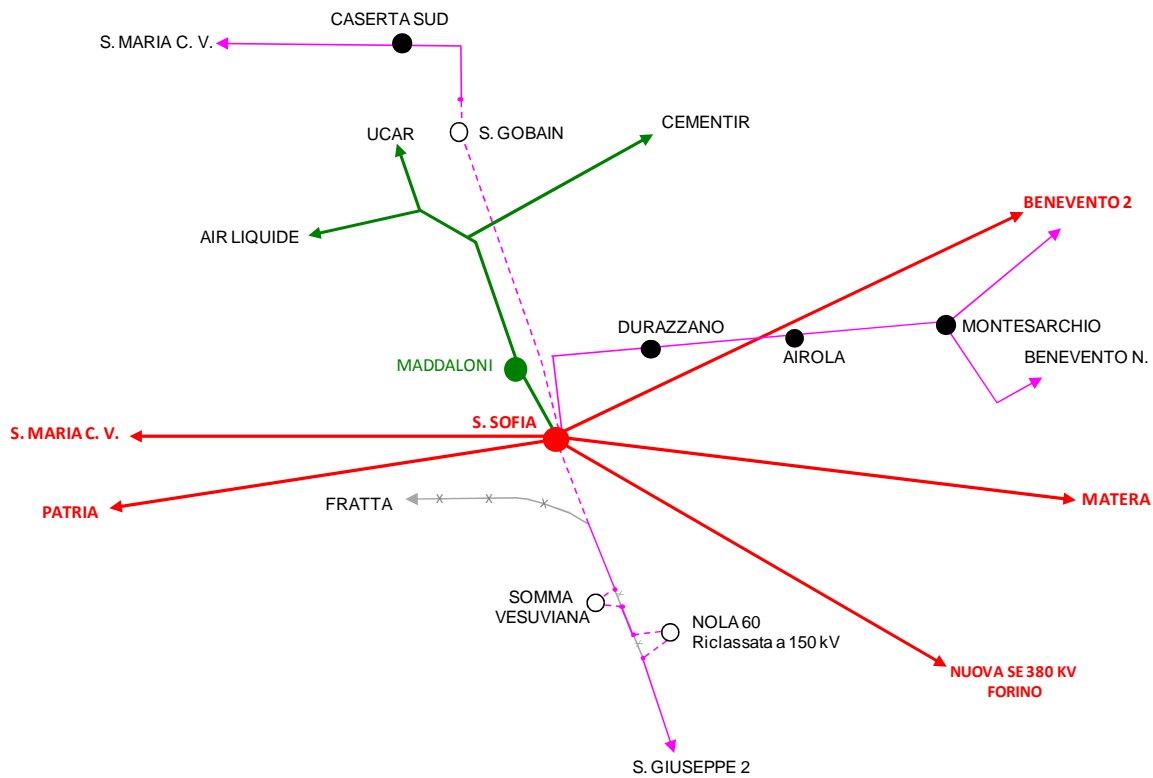 CASERTA SUD
S. MARIA C. V.
S. GOBAIN
CEMENTIR
UCAR
AIR LIQUIDE
BENEVENTO 2
DURAZZANO
MONTESARCHIO
AIROLA
BENEVENTO N.
MADDALONI
S. SOFIA
S. MARIA C. V.
PATRIA
FRATTA
MATERA
SOMMA
VESUVIANA
NOLA 60
Riclassata a 150 kV
NUOVA SE 380 KV
FORINO
S. GIUSEPPE 2